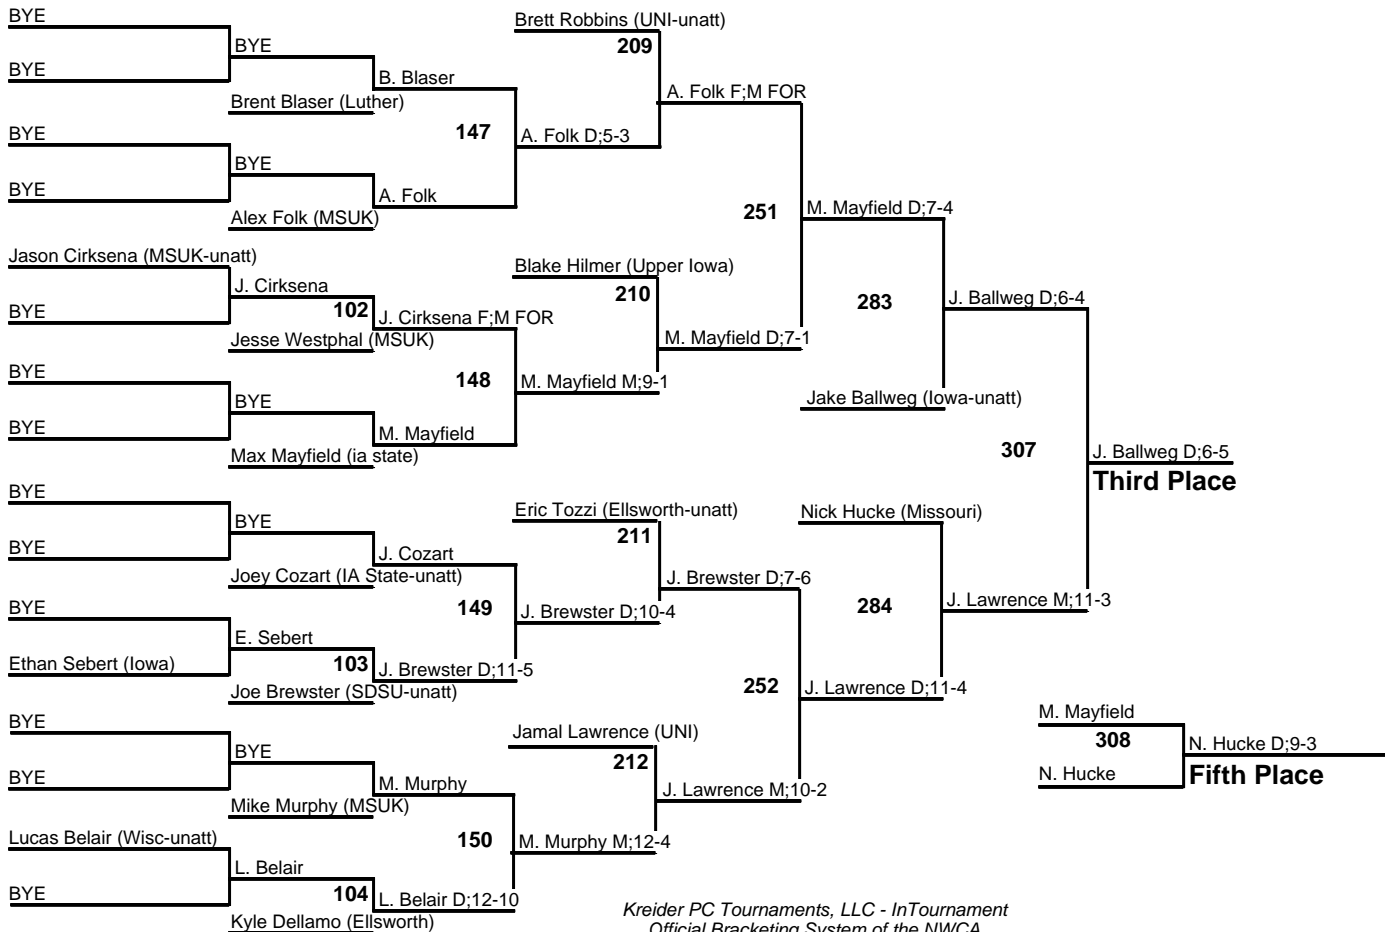 BYE
Brett Robbins (UNI-unatt)
209
BYE
BYE
B. Blaser
A. Folk F;M FOR
Brent Blaser (Luther)
147
A. Folk D;5-3
BYE
BYE
BYE
A. Folk
Alex Folk (MSUK)
251
M. Mayfield D;7-4
Jason Cirksena (MSUK-unatt)
Blake Hilmer (Upper Iowa)
J. Cirksena
210
283
J. Ballweg D;6-4
BYE
102
J. Cirksena F;M FOR
Jesse Westphal (MSUK)
M. Mayfield D;7-1
BYE
148
M. Mayfield M;9-1
Jake Ballweg (Iowa-unatt)
BYE
BYE
M. Mayfield
Max Mayfield (ia state)
307
J. Ballweg D;6-5
Third Place
BYE
Eric Tozzi (Ellsworth-unatt)
Nick Hucke (Missouri)
BYE
211
BYE
J. Cozart
Joey Cozart (IA State-unatt)
J. Brewster D;7-6
149
J. Brewster D;10-4
284
J. Lawrence M;11-3
BYE
E. Sebert
Ethan Sebert (Iowa)
103
J. Brewster D;11-5
Joe Brewster (SDSU-unatt)
252
J. Lawrence D;11-4
BYE
Jamal Lawrence (UNI)
M. Mayfield
BYE
212
308
N. Hucke D;9-3
BYE
M. Murphy
N. Hucke
Fifth Place
Mike Murphy (MSUK)
J. Lawrence M;10-2
Lucas Belair (Wisc-unatt)
150
M. Murphy M;12-4
L. Belair
BYE
104
L. Belair D;12-10
Kyle Dellamo (Ellsworth)
Kreider PC Tournaments, LLC - InTournament
Official Bracketing System of the NWCA